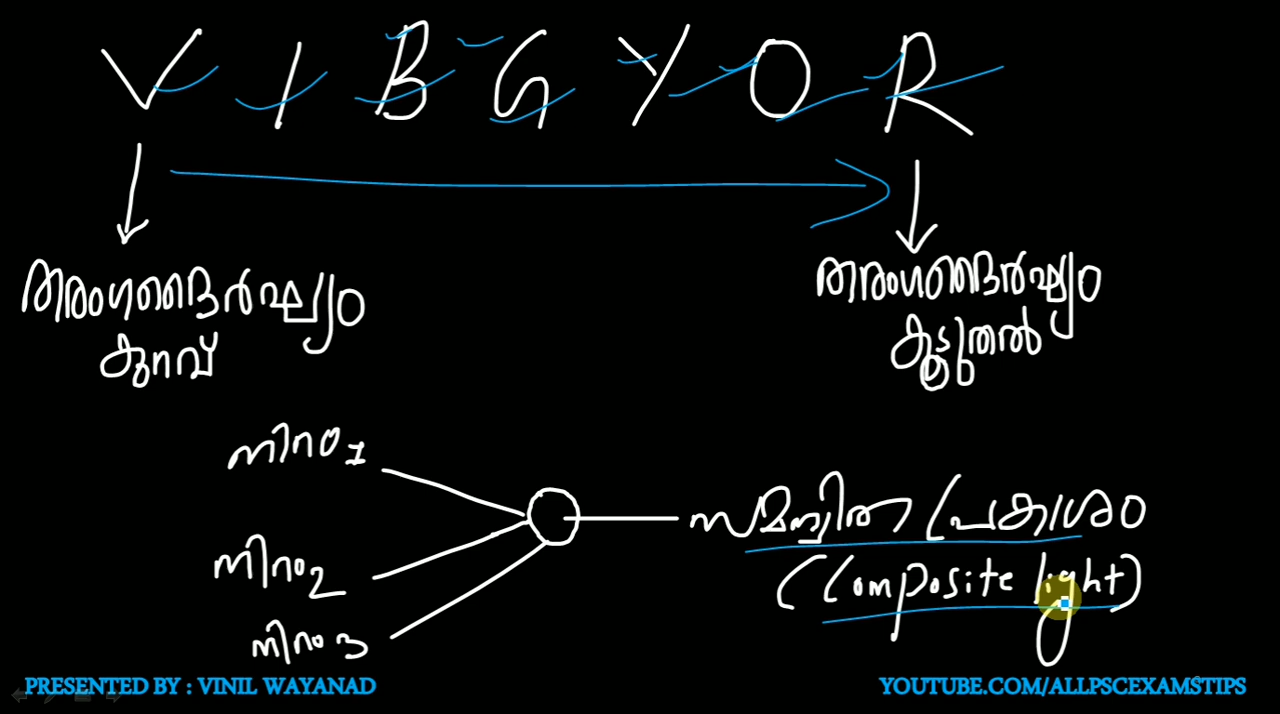 V I B G Y O R
തരംഗദൈർഘ്യം
കുറവ്
തരംഗദൈർഘ്യം
കൂടുതൽ
നിറം 1
നിറം 2
നിറം 3
സമന്വിത പ്രകാശം
(Composite light)
PRESENTED BY : VINIL WAYANAD
YOUTUBE.COM/ALLPSCEXAMSTIPS